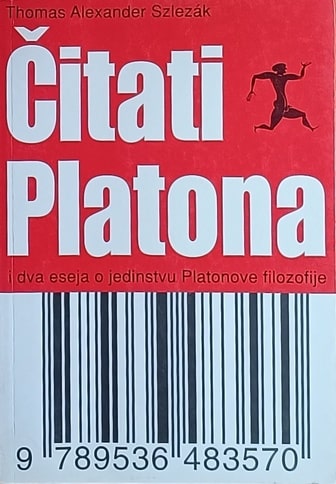 Thomas Alexander Szlezák
Čitati
Platona
i dva eseja o jedinstvu Platonove filozofije
9 789536 483570